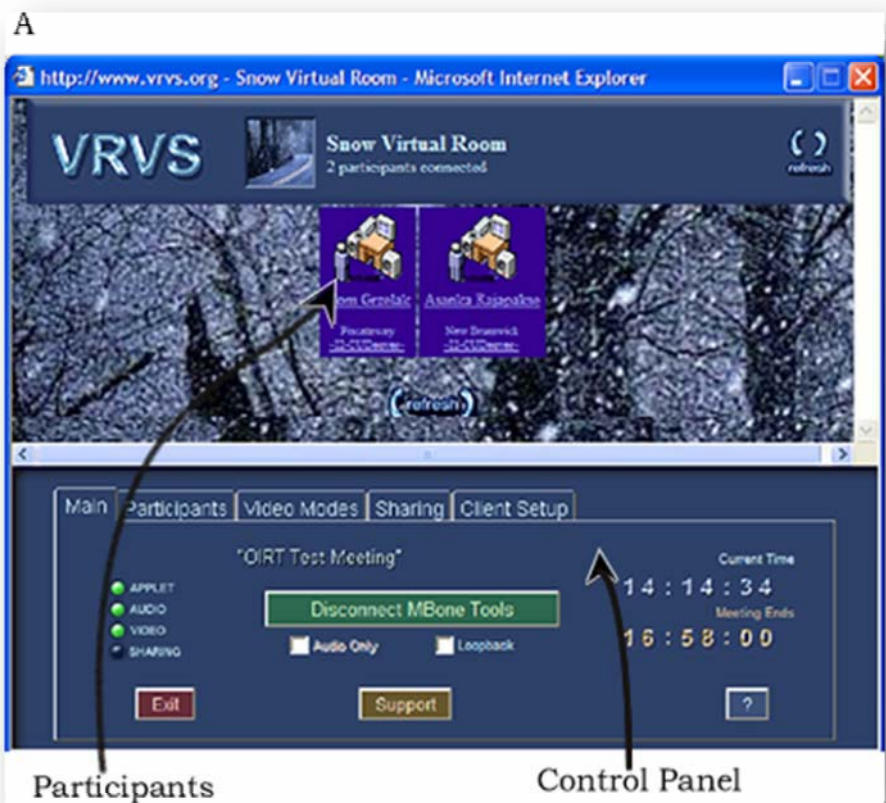 A
http://www.vrvs.org - Snow Virtual Room - Microsoft Internet Explorer
VRVS
Snow Virtual Room
2 participants connected
refresh
Grzelak
Asanka Rajapakse
Piscataway
New Brunswick
(refresh)
Main Participants Video Modes Sharing Client Setup
"OIRT Test Meeting"
Current Time
14:14:34
APPLET
AUDIO
VIDEO
SHARING
Disconnect MBone Tools
Meeting Ends
16:58:00
Audio Only
Loopback
Exit
Support
?
Participants
Control Panel